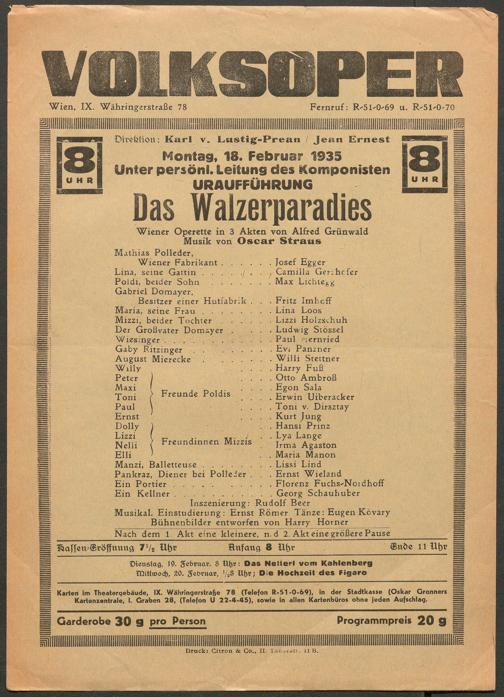 VOLKSOPER
Wien, IX. Währingerstraße 78 Fernruf: R-51-0-69 u. R-51-0-70
8 UHR
Direktion: Karl v. Lustig-Prean / Jean Ernest
8 UHR
Montag, 18. Februar 1935
Unter persönl. Leitung des Komponisten
URAUFFÜHRUNG
Das Walzerparadies
Wiener Operette in 3 Akten von Alfred Grünwald
Musik von Oscar Straus
Mathias Polleder,
Wiener Fabrikant . . . . . . Josef Egger
Lina, seine Gattin . . . . . . . Camilla Gerzhofer
Poldi, beider Sohn . . . . . . . Max Lichtegg
Gabriel Domayer,
Besitzer einer Hutfabrik . . . Fritz Imhoff
Maria, seine Frau . . . . . . . Lina Loos
Mizzi, beider Tochter . . . . . . Lizzi Holzschuh
Der Großvater Domayer . . . . . Ludwig Stössel
Wiesinger . . . . . . . . . Paul
Gaby Ritzinger . . . . . . . . Evi Panzner
August Mierecke . . . . . . . Willi Stettner
Willy . . . . Harry Fuß
Peter . . . . Otto Ambroß
Maxi . . . . Egon Sala
Toni Freunde Poldis . . . . Erwin Uiberacker
Paul . . . . Toni v. Dirsztay
Ernst . . . . Kurt Jung
Dolly . . . . Hansi Prinz
Lizzi . . . . Lya Lange
Nelli Freundinnen Mizzis . . . . Irma Agaston
Elli . . . . Maria Manon
Manzi, Balletteuse . . . . . . . Lissi Lind
Pankraz, Diener bei Polleder . . . Ernst Wieland
Ein Portier . . . . . . . . . Florenz Fuchs-Nordhoff
Ein Kellner . . . . . . . . . Georg Schauhuber
Inszenierung: Rudolf Beer
Musikal. Einstudierung: Ernst Römer Tänze: Eugen Köváry
Bühnenbilder entworfen von Harry Horner
Nach dem 1. Akt eine kleinere, n. d 2. Akt eine größere Pause
Kassen-Eröffnung 7½ Uhr Anfang 8 Uhr Ende 11 Uhr
Dienstag, 19. Februar. 8 Uhr: Das Nelleri vom Kahlenberg
Mittwoch, 20. Februar, ½8 Uhr; Die Hochzeit des Figaro
Karten im Theatergebäude, IX. Währingerstraße 78 (Telefon R-51-0-69), in der Stadtkasse (Oskar Grenners
Kartenzentrale, I. Graben 28, (Telefon U 22-4-45), sowie in allen Kartenbüros ohne jeden Aufschlag.
Garderobe 30 g pro Person Programmpreis 20 g
Druck: Citron & Co., II.